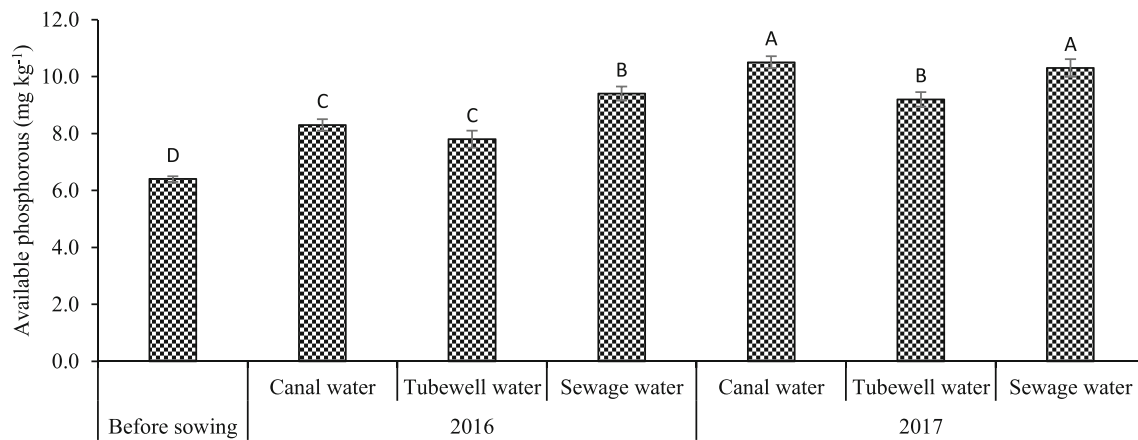 Available phosphorous (mg kg-1)
12.0
10.0
8.0
6.0
4.0
2.0
0.0
D
C
C
B
A
B
A
Canal water
Tubewell water
Sewage water
Canal water
Tubewell water
Sewage water
Before sowing
2016
2017